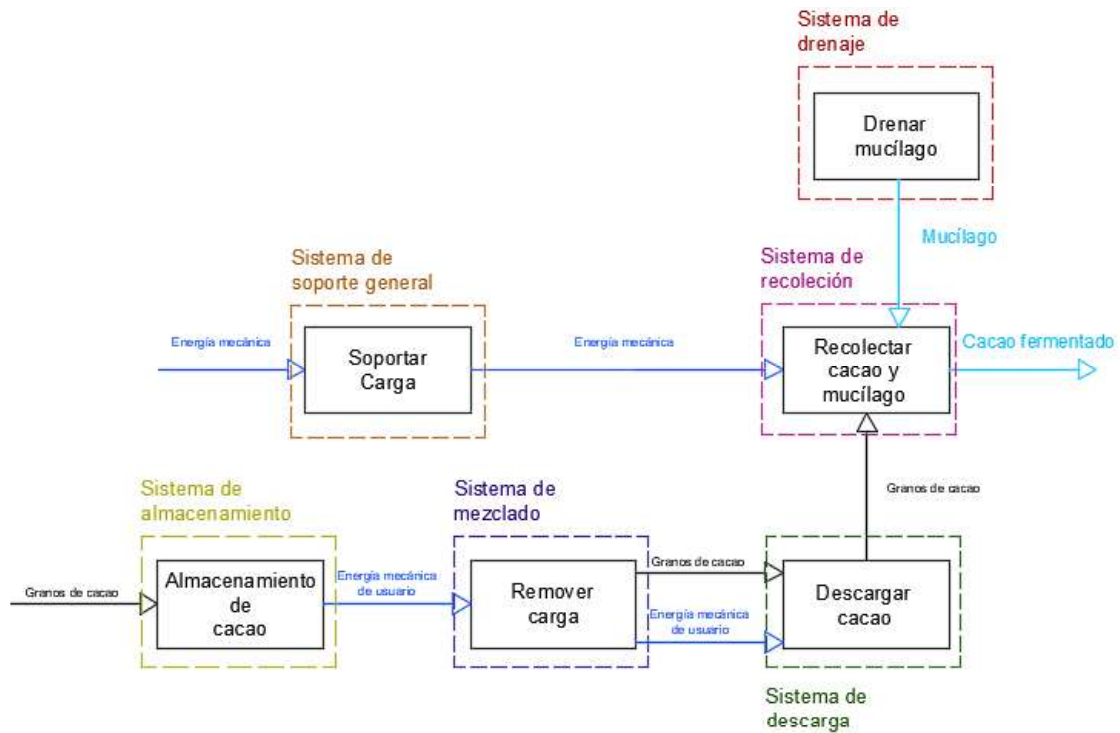 Sistema de
drenaje
Drenar
mucílago
Mucílago
Sistema de
soporte general
Sistema de
recoleción
Energía mecánica
Soportar
Carga
Energía mecánica
Recolectar
cacao y
mucílago
Cacao fermentado
Sistema de
almacenamiento
Sistema de
mezclado
Granos de cacao
Granos de cacao
Almacenamiento
de
cacao
Energía mecánica
de usuario
Remover
carga
Granos de cacao
Energía mecánica
de usuario
Descargar
cacao
Sistema de
descarga